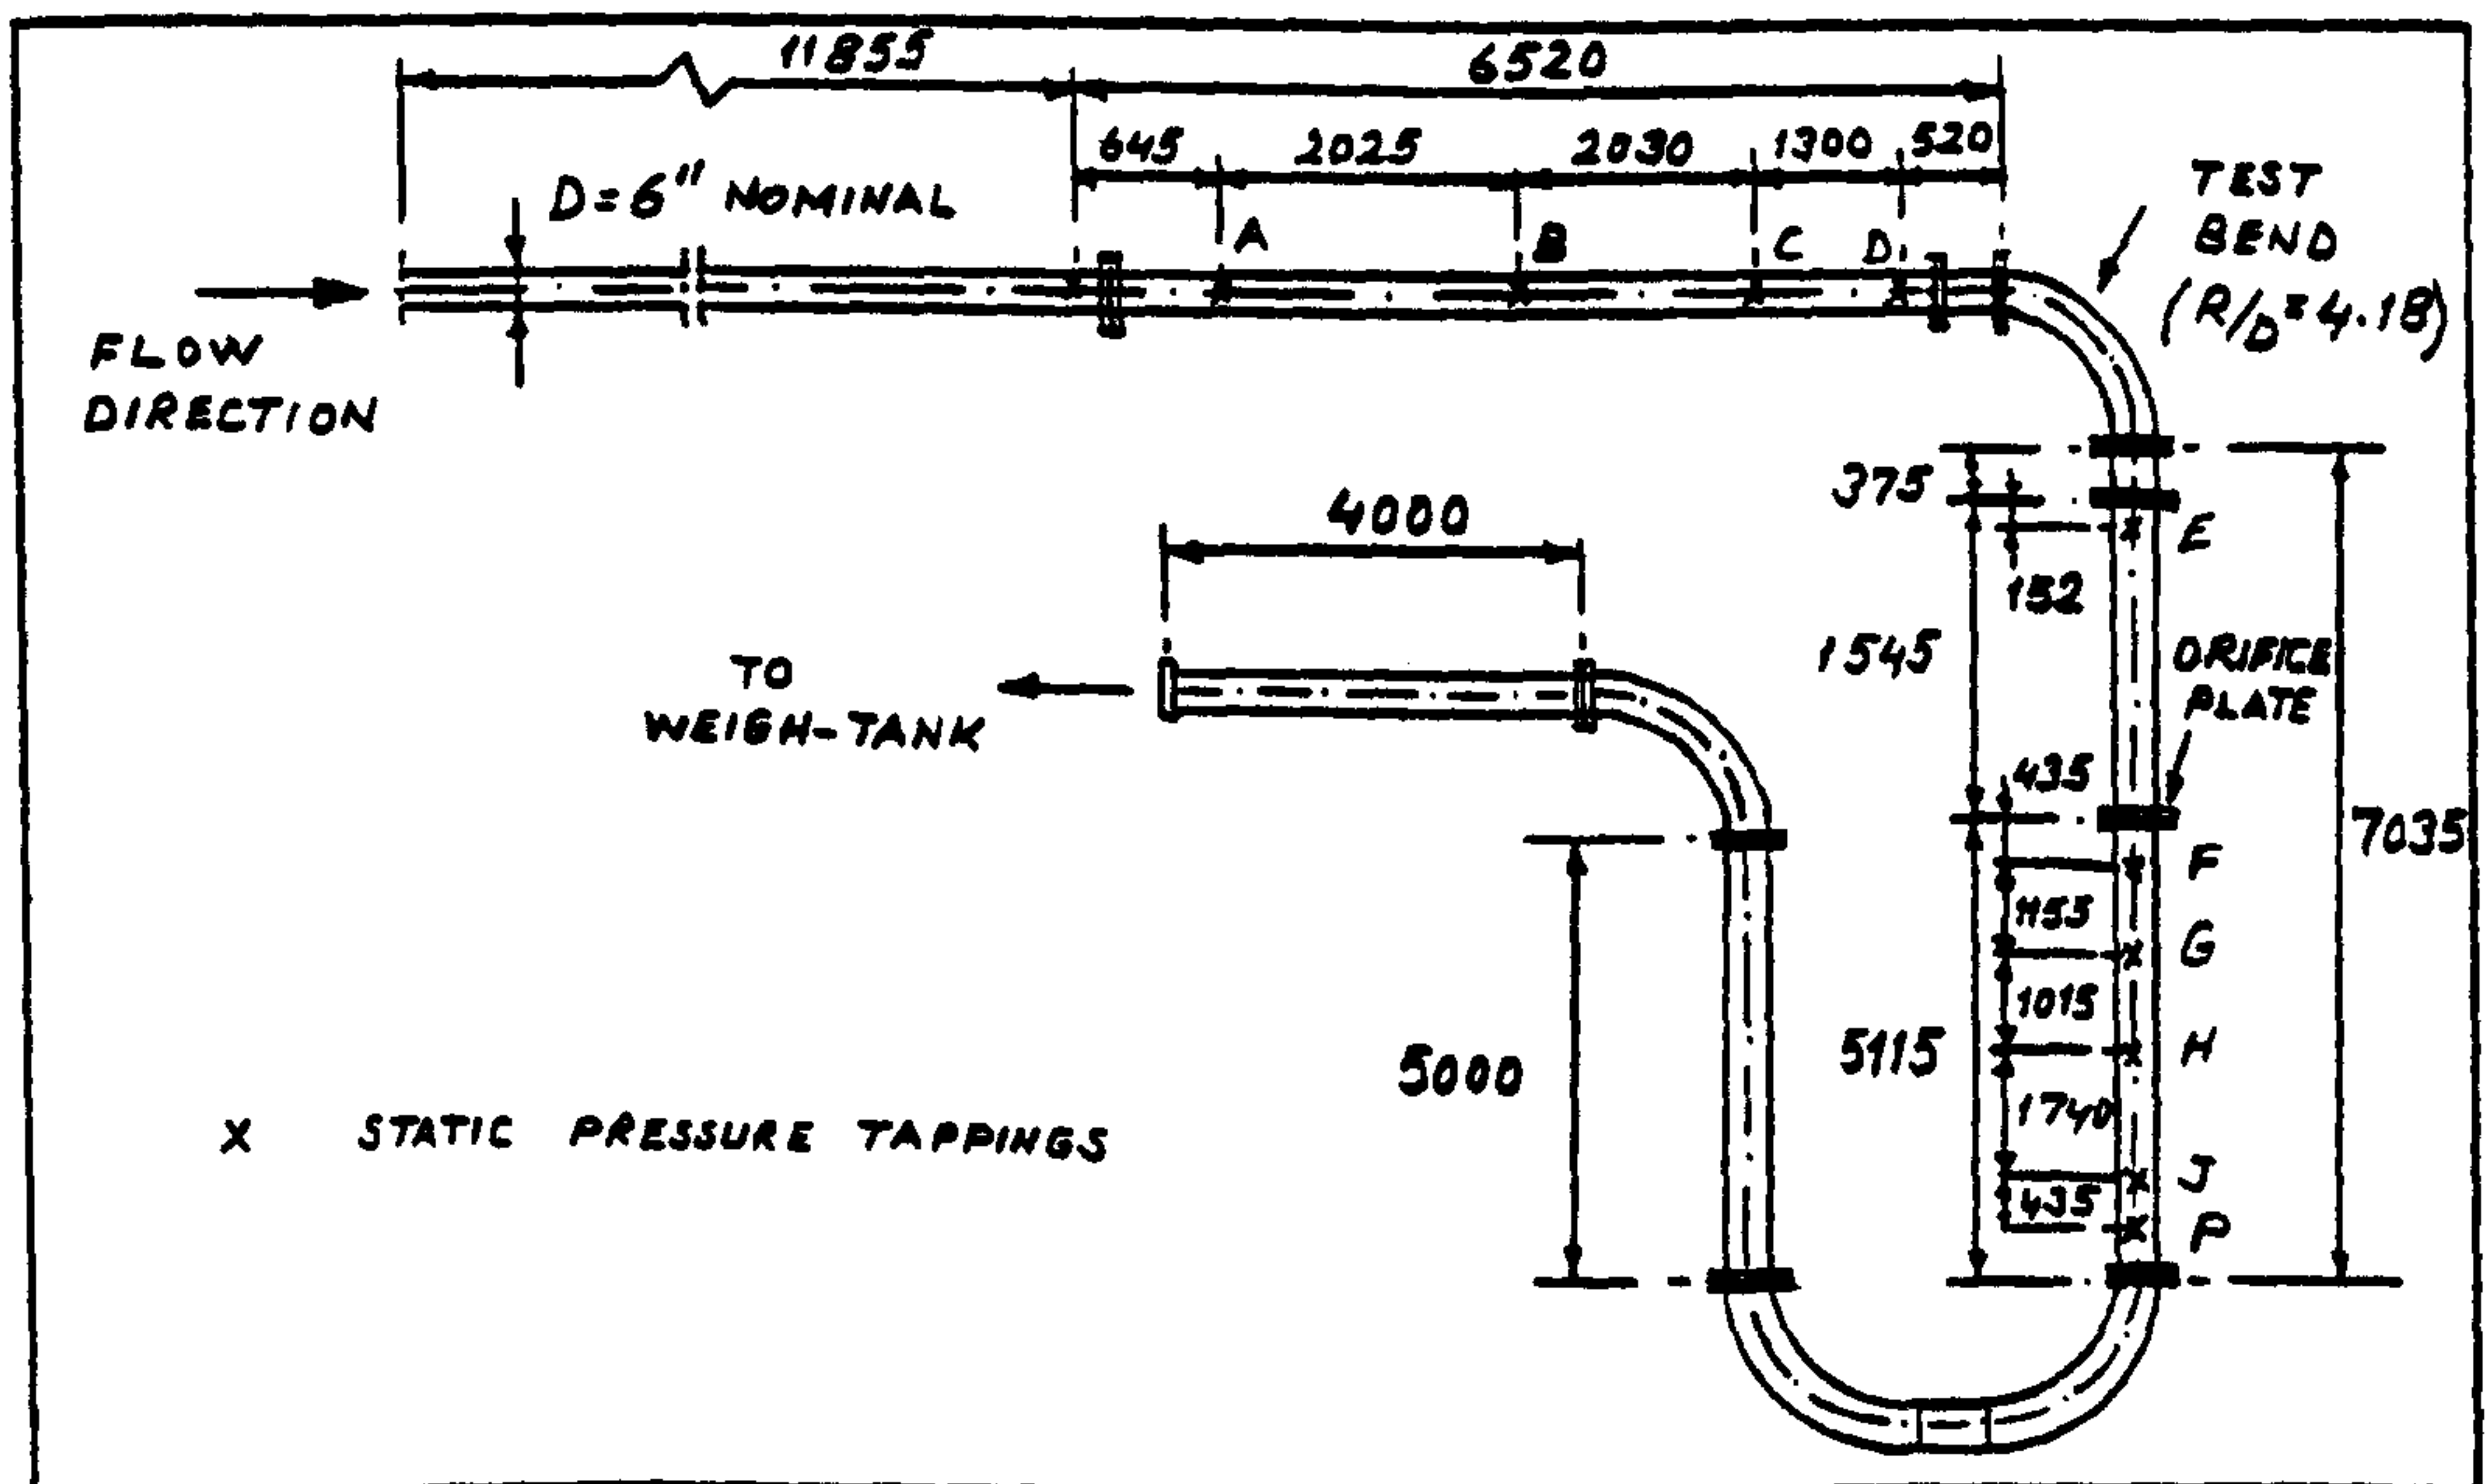 11855
6520
645
2025
2030
1300
520
D=6" NOMINAL
A
B
C
D
TEST
BEND
(R/D=4.18)
FLOW
DIRECTION
375
E
152
4000
1545
ORIFICE
PLATE
TO
WEIGH-TANK
435
7035
F
1155
G
1015
5000
5115
H
1740
J
435
P
X STATIC PRESSURE TAPPINGS